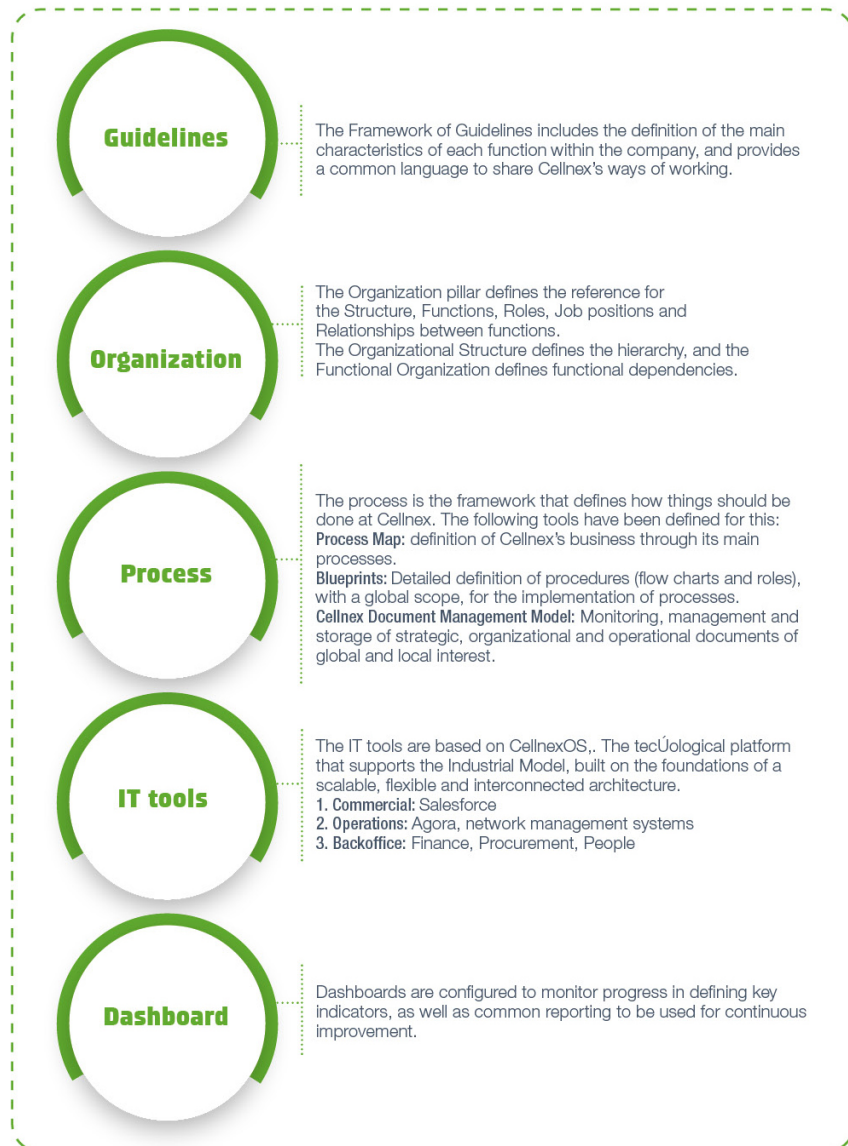 Guidelines
The Framework of Guidelines includes the definition of the main
characteristics of each function within the company, and provides
a common language to share Cellnex’s ways of working.
Organization
The Organization pillar defines the reference for
the Structure, Functions, Roles, Job positions and
Relationships between functions.
The Organizational Structure defines the hierarchy, and the
Functional Organization defines functional dependencies.
Process
The process is the framework that defines how things should be
done at Cellnex. The following tools have been defined for this:
Process Map: definition of Cellnex’s business through its main
processes.
Blueprints: Detailed definition of procedures (flow charts and roles),
with a global scope, for the implementation of processes.
Cellnex Document Management Model: Monitoring, management and
storage of strategic, organizational and operational documents of
global and local interest.
IT tools
The IT tools are based on CellnexOS,. The tecÚological platform
that supports the Industrial Model, built on the foundations of a
scalable, flexible and interconnected architecture.
1. Commercial: Salesforce
2. Operations: Agora, network management systems
3. Backoffice: Finance, Procurement, People
Dashboard
Dashboards are configured to monitor progress in defining key
indicators, as well as common reporting to be used for continuous
improvement.